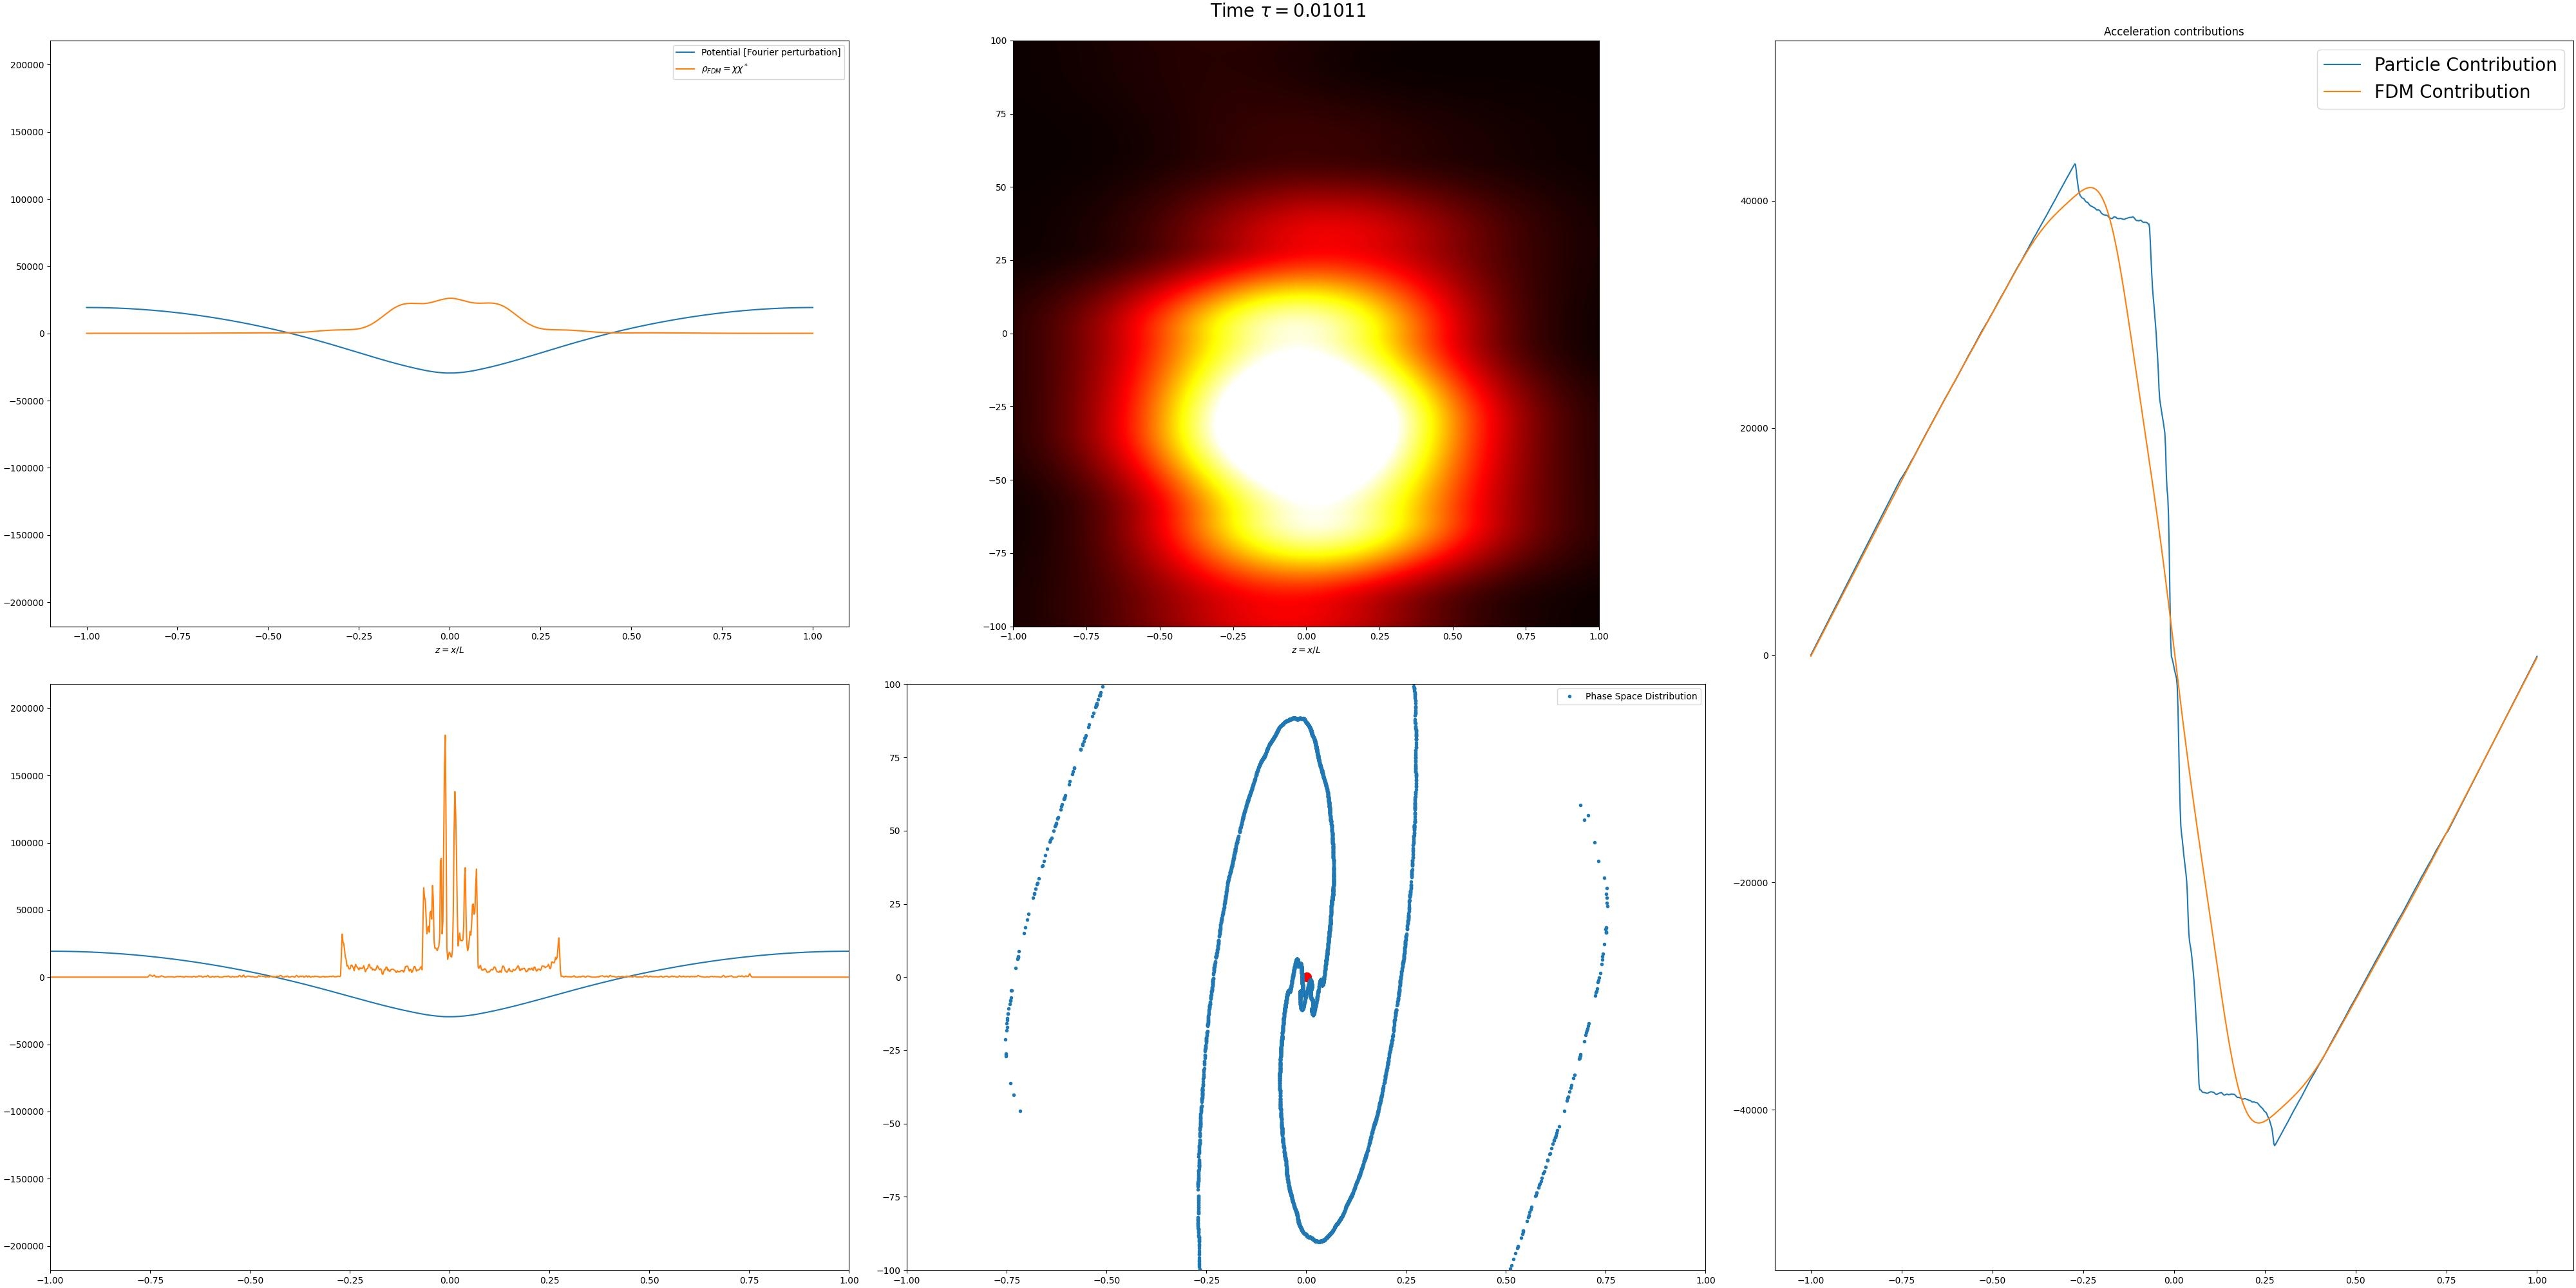 Time τ = 0.01011
Potential [Fourier perturbation]
ρ_FDM = χχ*
200000
150000
100000
50000
0
−50000
−100000
−150000
−200000
−1.00 −0.75 −0.50 −0.25 0.00 0.25 0.50 0.75 1.00
z = x/L
100
75
50
25
0
−25
−50
−75
−100
−1.00 −0.75 −0.50 −0.25 0.00 0.25 0.50 0.75 1.00
z = x/L
Acceleration contributions
Particle Contribution
FDM Contribution
40000
20000
0
−20000
−40000
−1.00 −0.75 −0.50 −0.25 0.00 0.25 0.50 0.75 1.00
200000
150000
100000
50000
0
−50000
−100000
−150000
−200000
−1.00 −0.75 −0.50 −0.25 0.00 0.25 0.50 0.75 1.00
Phase Space Distribution
100
75
50
25
0
−25
−50
−75
−100
−1.00 −0.75 −0.50 −0.25 0.00 0.25 0.50 0.75 1.00